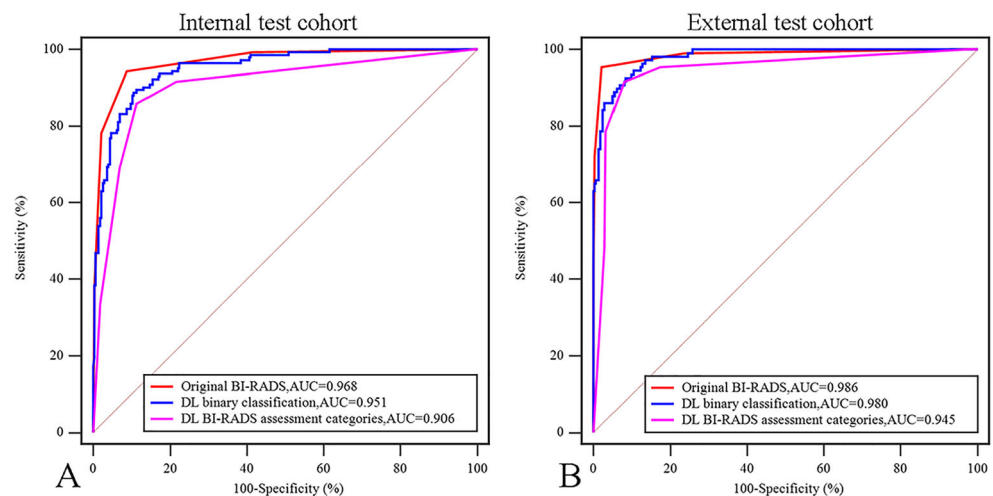 Internal test cohort
100
80
60
40
20
0
Sensitivity (%)
Original BI-RADS,AUC=0.968
DL binary classification,AUC=0.951
DL BI-RADS assessment categories,AUC=0.906
0 20 40 60 80 100
100-Specificity (%)
A
External test cohort
100
80
60
40
20
0
Sensitivity (%)
Original BI-RADS,AUC=0.986
DL binary classification,AUC=0.980
DL BI-RADS assessment categories,AUC=0.945
0 20 40 60 80 100
100-Specificity (%)
B